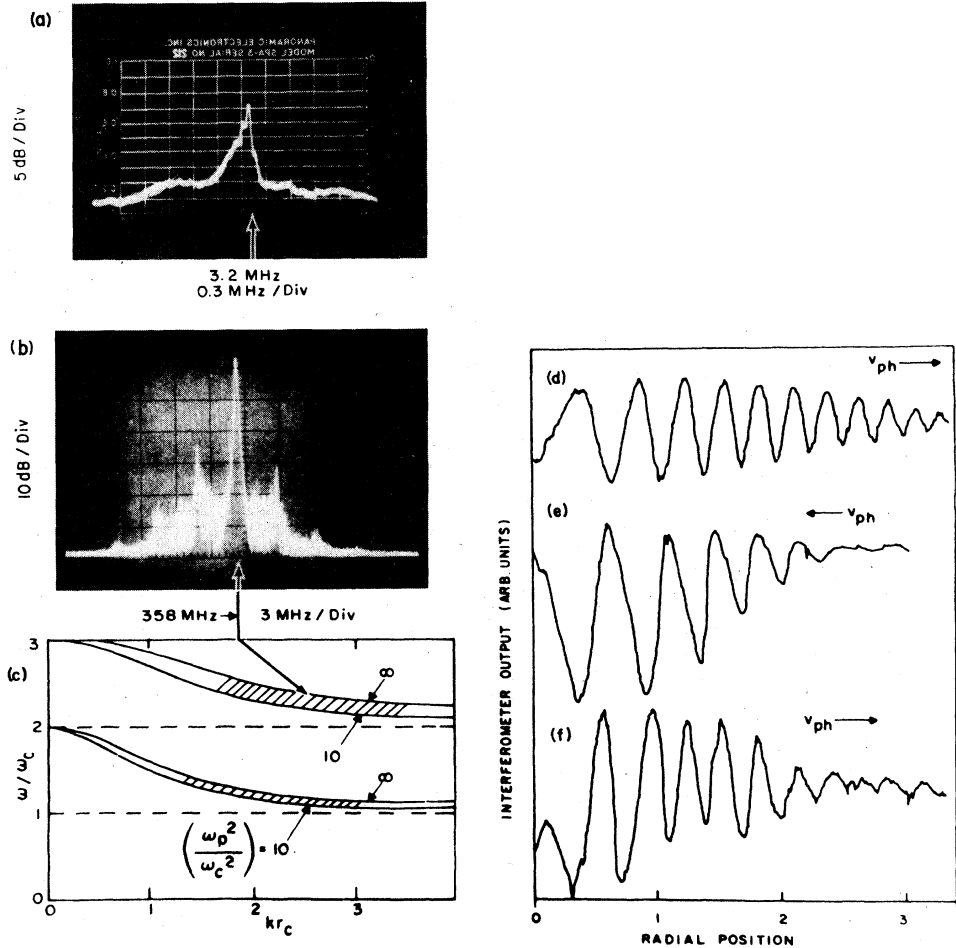 (a)
PANORAMIC ELECTRONICS INC.
MODEL SPA-3 SERIAL NO. SIS
5 dB / Div
3.2 MHz
0.3 MHz / Div
(b)
10 dB / Div
358 MHz
3 MHz / Div
(c)
3
2
1
0
ω / ωc
∞
10
∞
(ωp² / ωc²) = 10
0 1 2 3
krc
(d)
vph
(e)
vph
(f)
vph
INTERFEROMETER OUTPUT (ARB. UNITS)
0 1 2 3
RADIAL POSITION